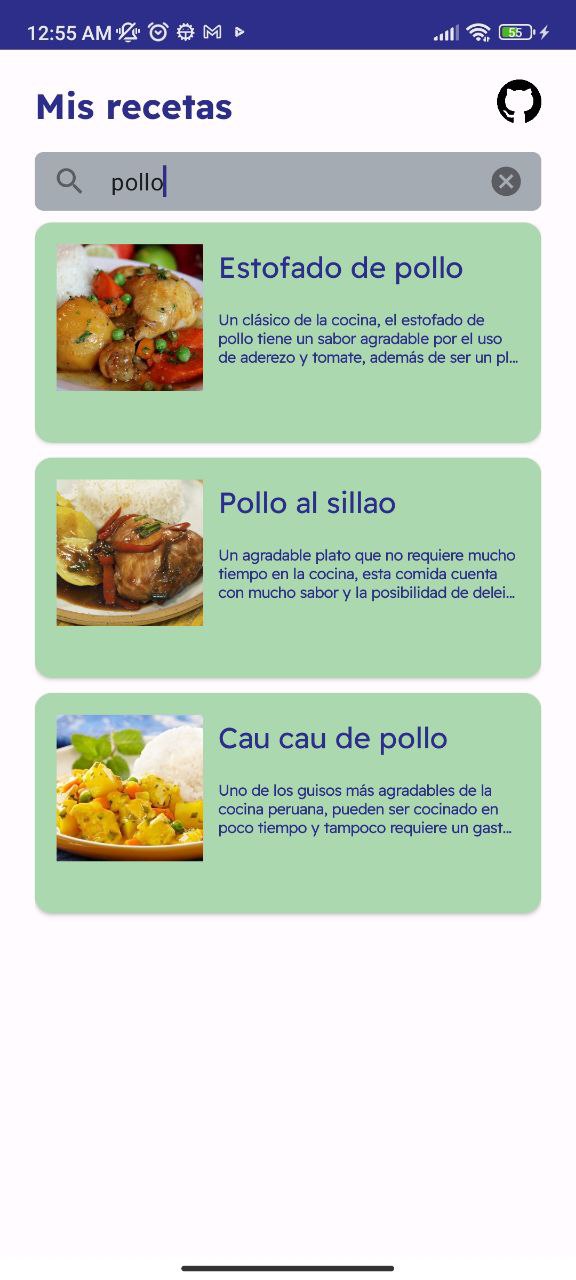 12:55 AM
55
Mis recetas
pollo
Estofado de pollo
Un clásico de la cocina, el estofado de
pollo tiene un sabor agradable por el uso
de aderezo y tomate, además de ser un pl...
Pollo al sillao
Un agradable plato que no requiere mucho
tiempo en la cocina, esta comida cuenta
con mucho sabor y la posibilidad de delei...
Cau cau de pollo
Uno de los guisos más agradables de la
cocina peruana, pueden ser cocinado en
poco tiempo y tampoco requiere un gast...